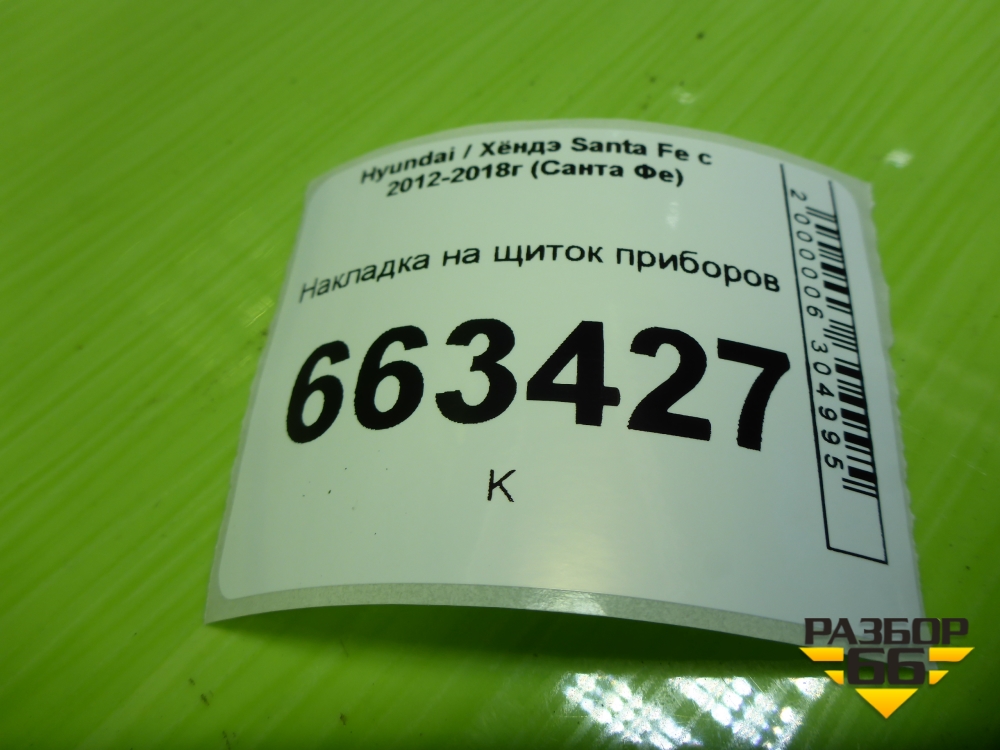 Hyundai / Хёндэ Santa Fe с
2012-2018г (Санта Фе)
Накладка на щиток приборов
663427
К
2000006304995
РАЗБОР
66